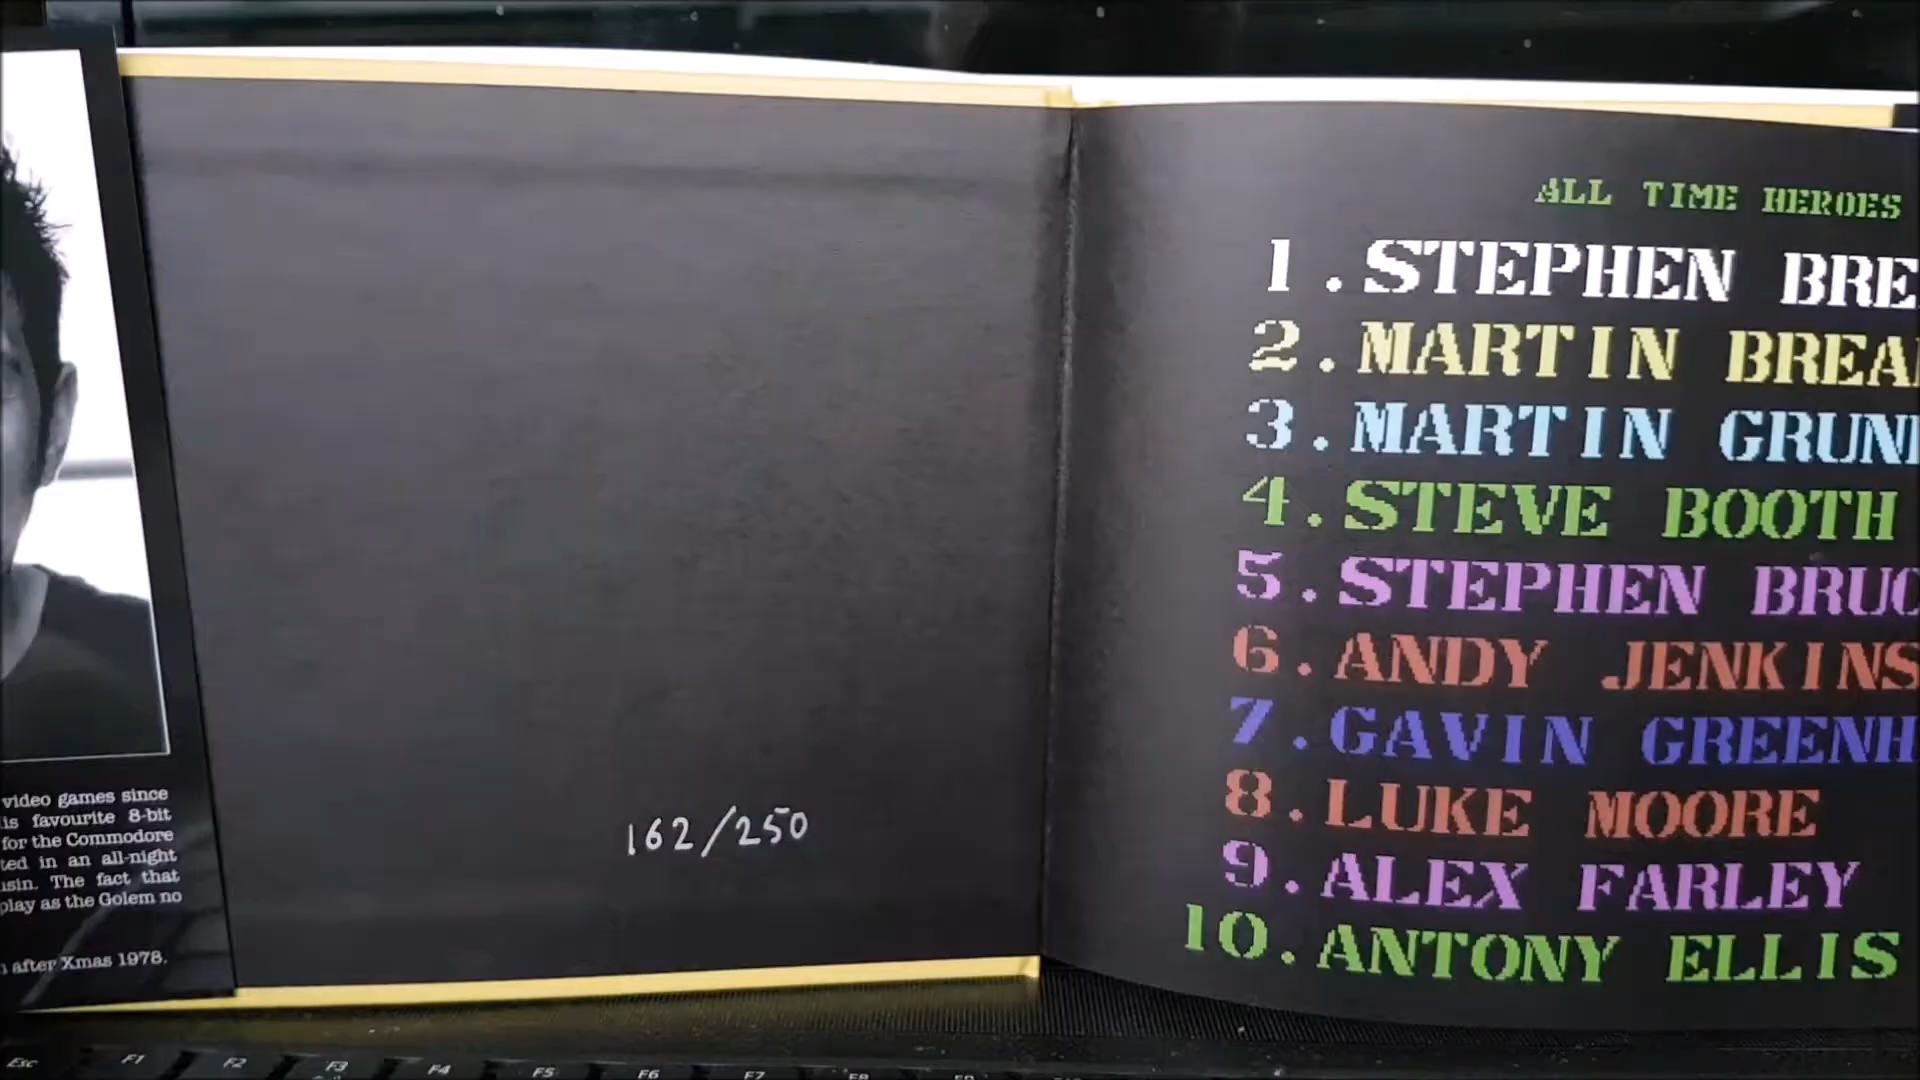 video games since
favourite 8-bit
for the Commodore
in an all-night
The fact that
play as the Golem no
after Xmas 1978.
162/250
ALL TIME HEROES
1.STEPHEN
2.MARTIN
3.MARTIN
4.STEVE BOOTH
5.STEPHEN
6.ANDY JENKINS
7.GAVIN
8.LUKE MOORE
9.ALEX FARLEY
10.ANTONY ELLIS
Esc F1 F2 F3 F4 F5 F6 F7